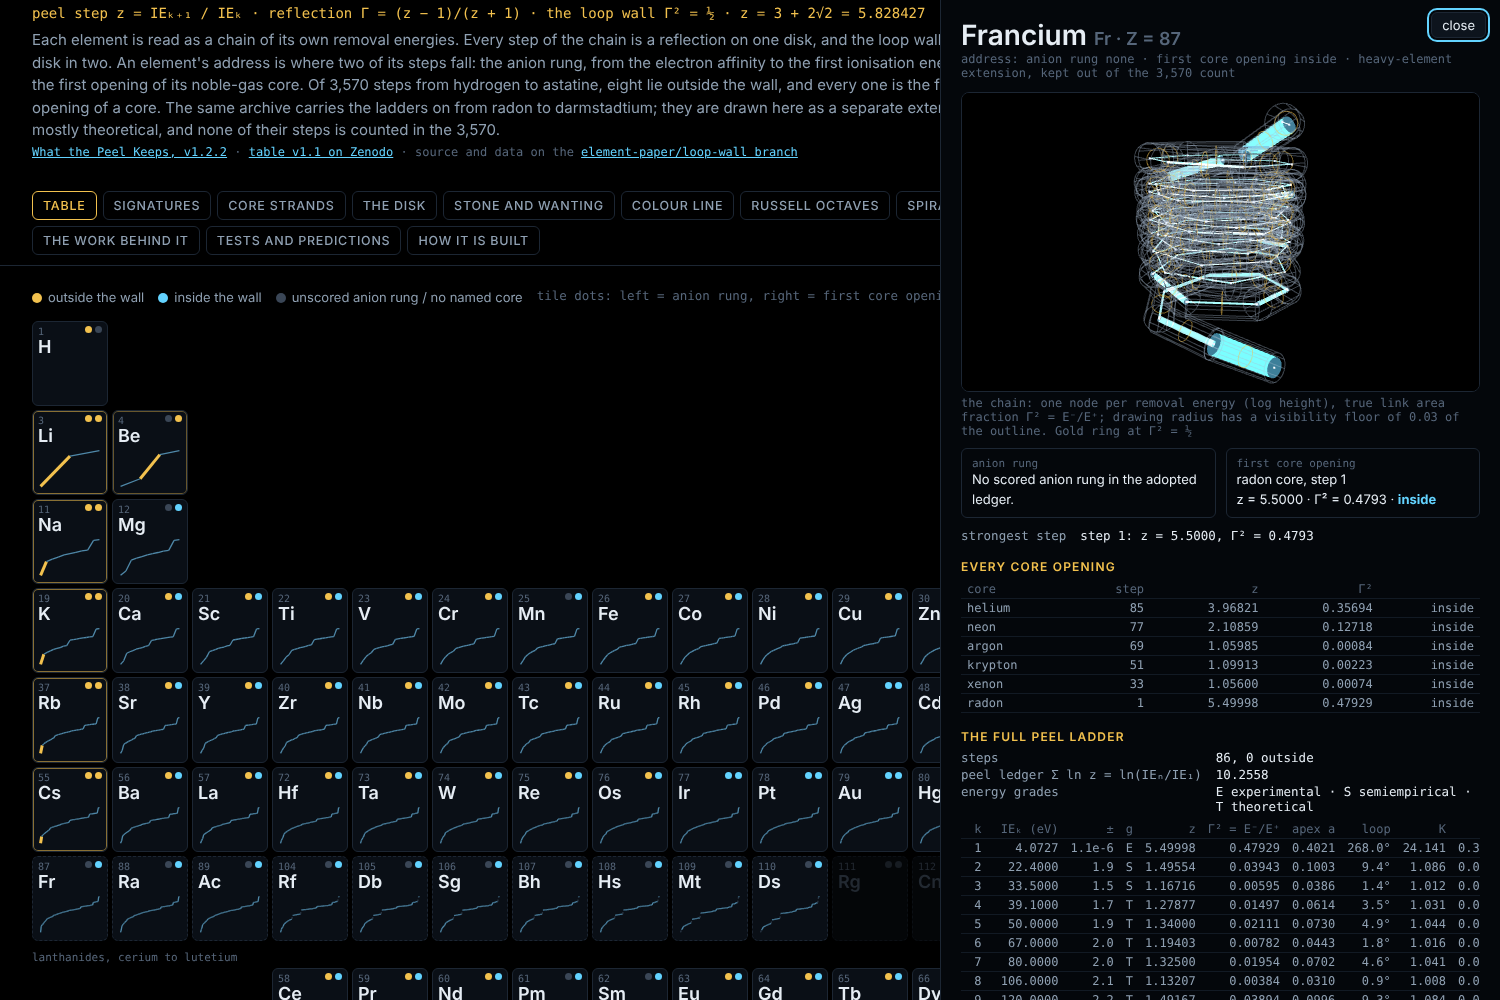 peel step z = IEₖ₊₁ / IEₖ · reflection Γ = (z − 1)/(z + 1) · the loop wall Γ² = ½ · z = 3 + 2√2 = 5.828427
Each element is read as a chain of its own removal energies. Every step of the chain is a reflection on one disk, and the loop wall
disk in two. An element's address is where two of its steps fall: the anion rung, from the electron affinity to the first ionisation
the first opening of its noble-gas core. Of 3,570 steps from hydrogen to astatine, eight lie outside the wall, and every one is the
opening of a core. The same archive carries the ladders on from radon to darmstadtium; they are drawn here as a separate
mostly theoretical, and none of their steps is counted in the 3,570.
What the Peel Keeps, v1.2.2 · table v1.1 on Zenodo · source and data on the element-paper/loop-wall branch
TABLE SIGNATURES CORE STRANDS THE DISK STONE AND WANTING COLOUR LINE RUSSELL OCTAVES
THE WORK BEHIND IT TESTS AND PREDICTIONS HOW IT IS BUILT
outside the wall inside the wall unscored anion rung / no named core tile dots: left = anion rung, right = first core
1
H
3 4
Li Be
11 12
Na Mg
19 20 21 22 23 24 25 26 27 28 29 30
K Ca Sc Ti V Cr Mn Fe Co Ni Cu Zn
37 38 39 40 41 42 43 44 45 46 47 48
Rb Sr Y Zr Nb Mo Tc Ru Rh Pd Ag Cd
55 56 57 72 73 74 75 76 77 78 79 80
Cs Ba La Hf Ta W Re Os Ir Pt Au Hg
87 88 89 104 105 106 107 108 109 110 111 112
Fr Ra Ac Rf Db Sg Bh Hs Mt Ds Rg Cn
lanthanides, cerium to lutetium
58 59 60 61 62 63 64 65 66
Ce Pr Nd Pm Sm Eu Gd Tb Dy
close
Francium Fr · Z = 87
address: anion rung none · first core opening inside · heavy-element
extension, kept out of the 3,570 count
the chain: one node per removal energy (log height), true link area
fraction Γ² = E⁻/E⁺; drawing radius has a visibility floor of 0.03 of
the outline. Gold ring at Γ² = ½
anion rung
No scored anion rung in the adopted
ledger.
first core opening
radon core, step 1
z = 5.5000 · Γ² = 0.4793 · inside
strongest step step 1: z = 5.5000, Γ² = 0.4793
EVERY CORE OPENING
core step z Γ²
helium 85 3.96821 0.35694 inside
neon 77 2.10859 0.12718 inside
argon 69 1.05985 0.00084 inside
krypton 51 1.09913 0.00223 inside
xenon 33 1.05600 0.00074 inside
radon 1 5.49998 0.47929 inside
THE FULL PEEL LADDER
steps 86, 0 outside
peel ledger Σ ln z = ln(IEₙ/IE₁) 10.2558
energy grades E experimental · S semiempirical ·
T theoretical
k IEₖ (eV) ± g z Γ² = E⁻/E⁺ apex a loop K
1 4.0727 1.1e-6 E 5.49998 0.47929 0.4021 268.0° 24.141 0.3
2 22.4000 1.9 S 1.49554 0.03943 0.1003 9.4° 1.086 0.0
3 33.5000 1.5 S 1.16716 0.00595 0.0386 1.4° 1.012 0.0
4 39.1000 1.7 T 1.27877 0.01497 0.0614 3.5° 1.031 0.0
5 50.0000 1.9 T 1.34000 0.02111 0.0730 4.9° 1.044 0.0
6 67.0000 2.0 T 1.19403 0.00782 0.0443 1.8° 1.016 0.0
7 80.0000 2.0 T 1.32500 0.01954 0.0702 4.6° 1.041 0.0
8 106.0000 2.1 T 1.13207 0.00384 0.0310 0.9° 1.008 0.0